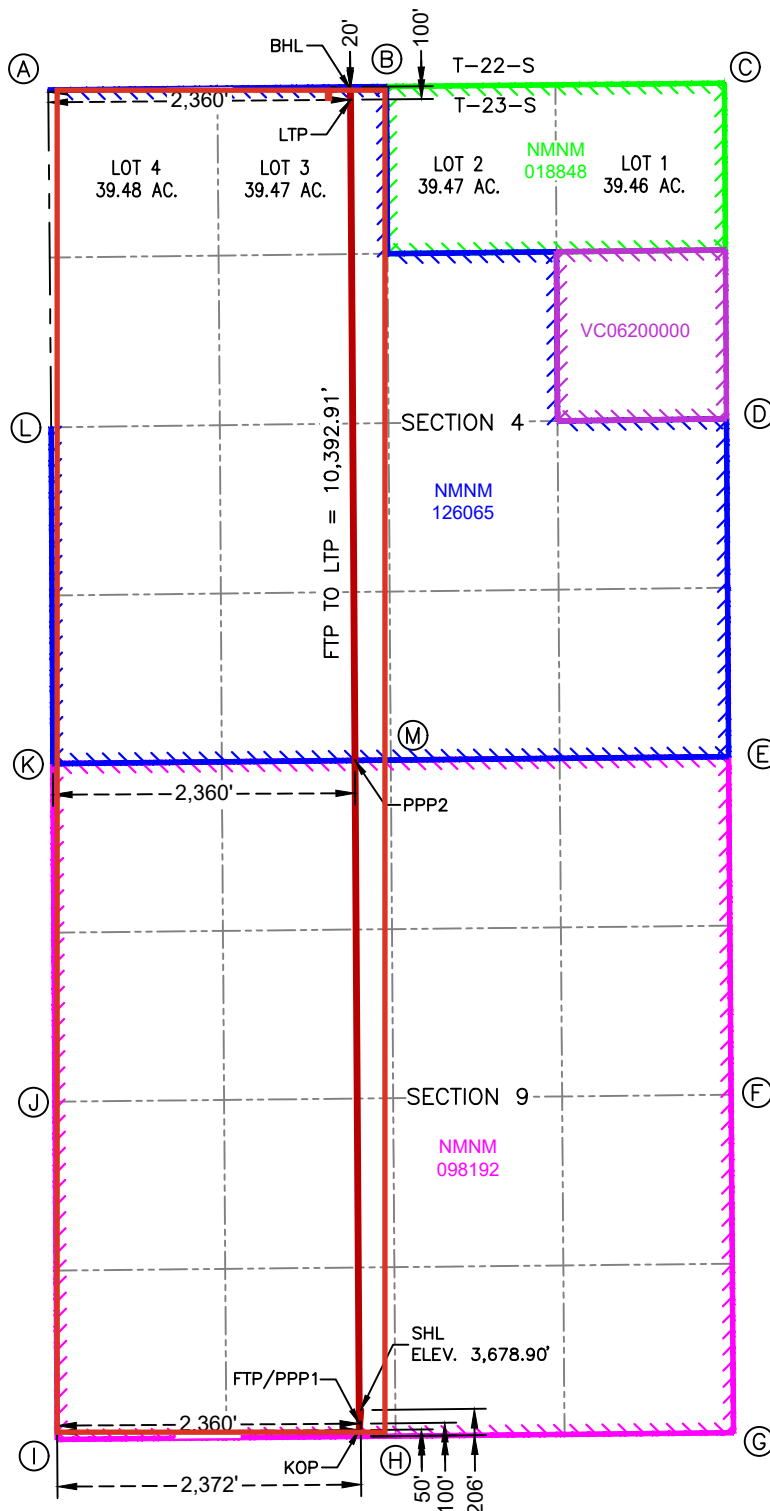 BHL
20'
B
100'
T-22-S
C
A
T-23-S
2,360'
LTP
LOT 4
39.48 AC.
LOT 3
39.47 AC.
LOT 2
39.47 AC.
NMNM
018848
LOT 1
39.46 AC.
VC06200000
L
SECTION 4
D
NMNM
126065
FTP TO LTP = 10,392.91'
M
K
E
2,360'
PPP2
J
SECTION 9
F
NMNM
098192
SHL
ELEV. 3,678.90'
FTP/PPP1
2,360'
I
KOP
H
G
50'
100'
206'
2,372'